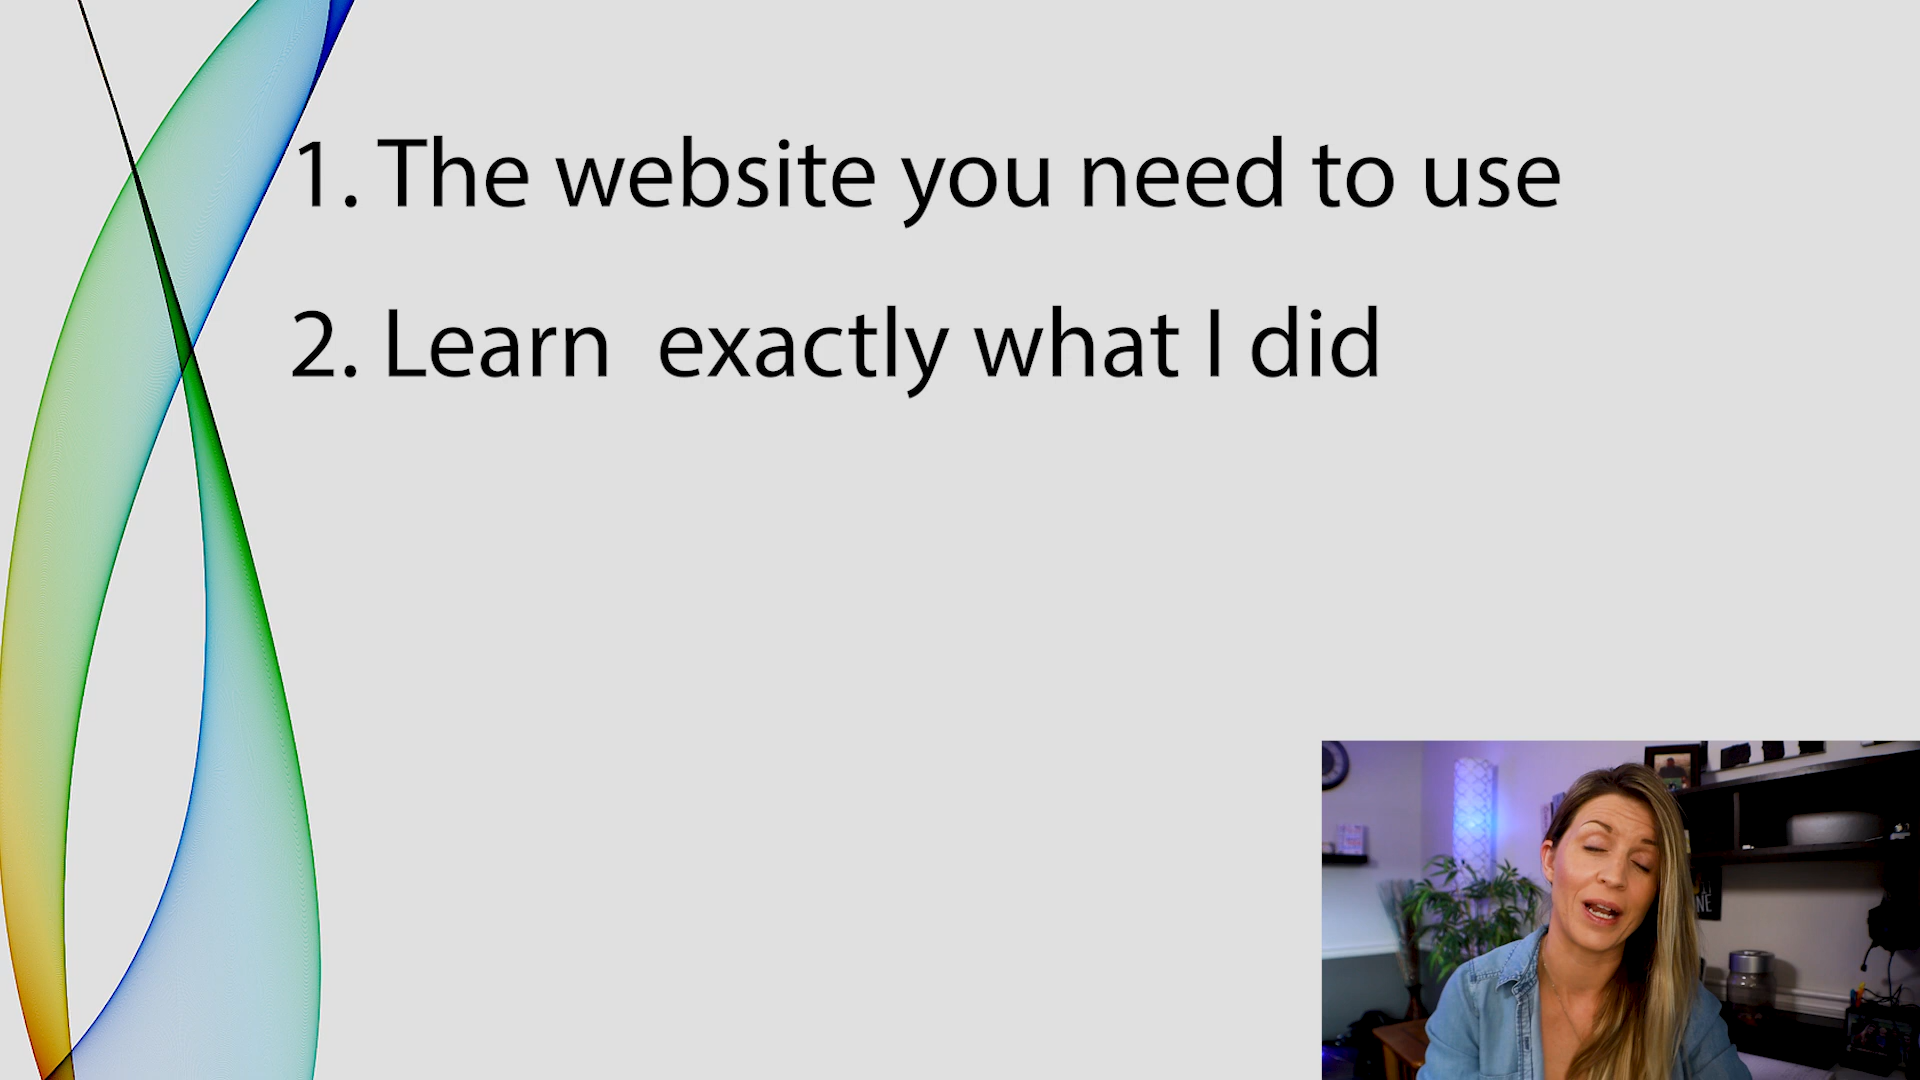 1. The website you need to use
2. Learn  exactly what I did